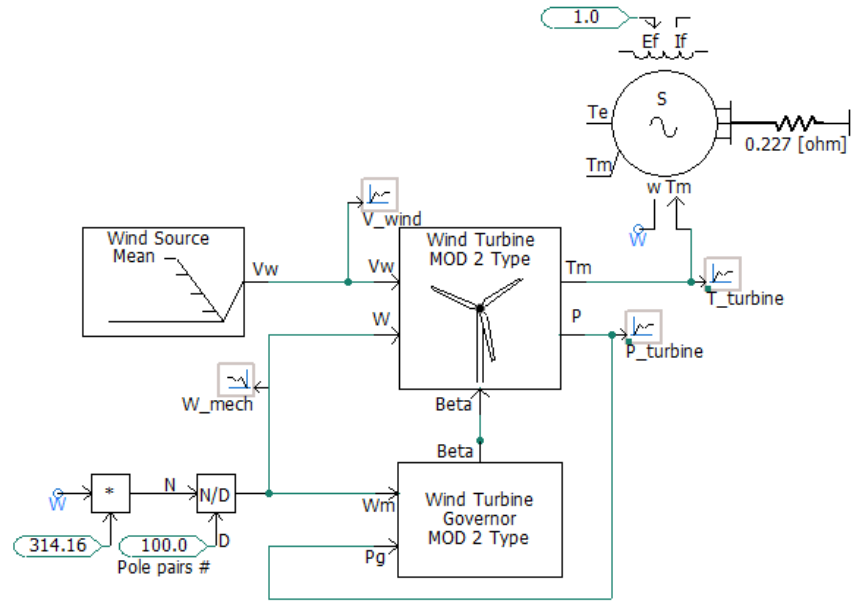 1.0
Ef If
S
Te
Tm
0.227 [ohm]
w Tm
W
V_wind
Wind Source
Mean
Vw
Vw
Wind Turbine
MOD 2 Type
Tm
T_turbine
W
P
P_turbine
W_mech
Beta
Beta
W
*
N
N/D
D
314.16
100.0
Pole pairs #
Wm
Pg
Wind Turbine
Governor
MOD 2 Type